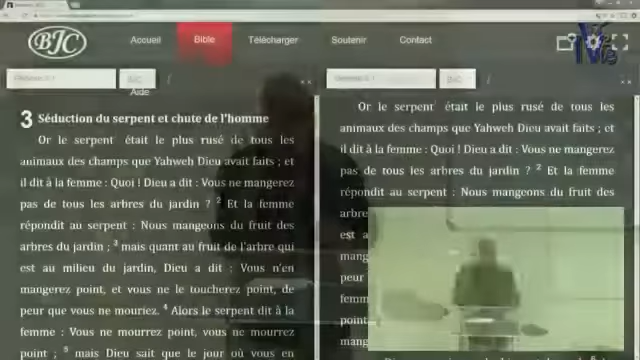 BJC
Accueil
Bible
Télécharger
Soutenir
Contact
BJC
BJC
Aide
3 Séduction du serpent et chute de l'homme
Or le serpent était le plus rusé de tous les
animaux des champs que Yahweh Dieu avait faits ; et
il dit à la femme : Quoi ! Dieu a dit : Vous ne mangerez
pas de tous les arbres du jardin ? 2 Et la femme
répondit au serpent : Nous mangeons du fruit des
arbres du jardin ; 3 mais quant au fruit de l'arbre qui
est au milieu du jardin, Dieu a dit : Vous n'en
mangerez point, et vous ne le toucherez point, de
peur que vous ne mouriez. 4 Alors le serpent dit à la
femme : Vous ne mourrez point, vous ne mourrez
point ; 5 mais Dieu sait que le jour où vous en
Or le serpent était le plus rusé de tous les
animaux des champs que Yahweh Dieu avait faits ; et
il dit à la femme : Quoi ! Dieu a dit : Vous ne mangerez
pas de tous les arbres du jardin ? 2 Et la femme
répondit au serpent : Nous mangeons du fruit des
arbre
est a
mang
peur
femm
point
mang